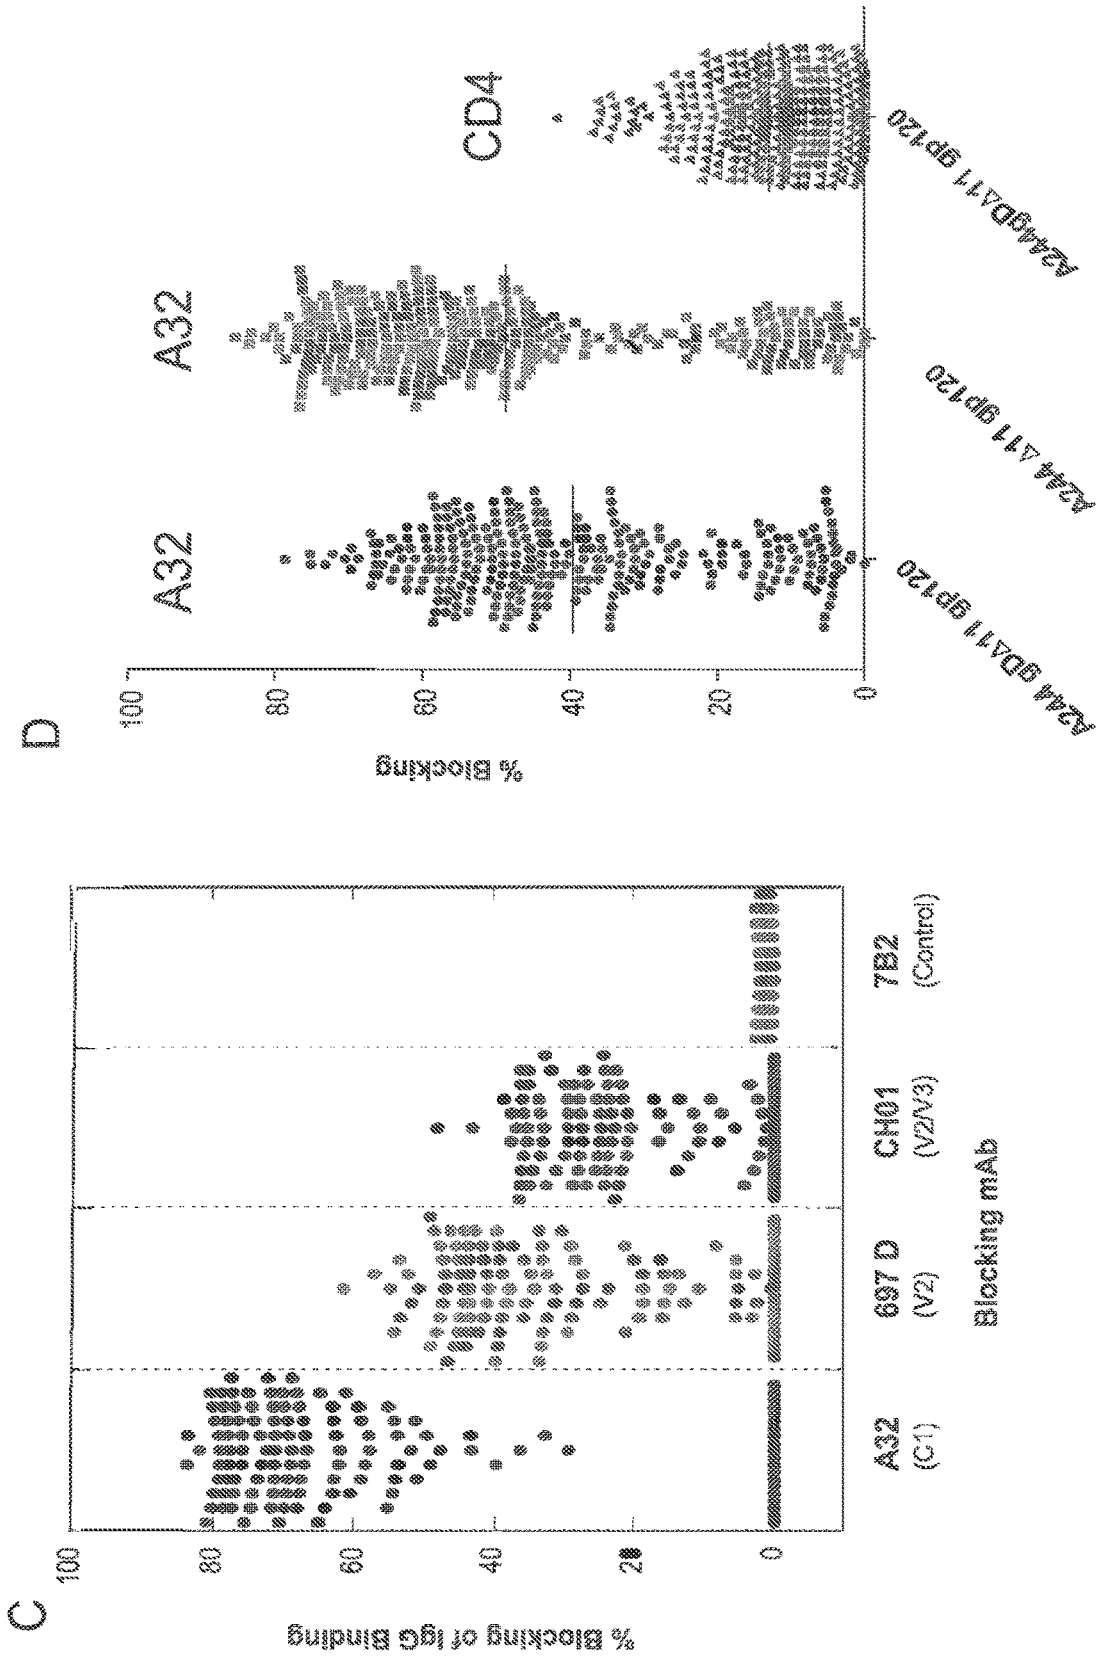 C
% Blocking of IgG Binding
100
80
60
40
20
0
A32
(C1)
697 D
(V2)
CH01
(V2/V3)
7B2
(Control)
Blocking mAb
D
% Blocking
100
80
60
40
20
0
A32
A32
CD4
A244 gDΔ11 gp120
A244 Δ11 gp120
A244gDΔ11 gp120